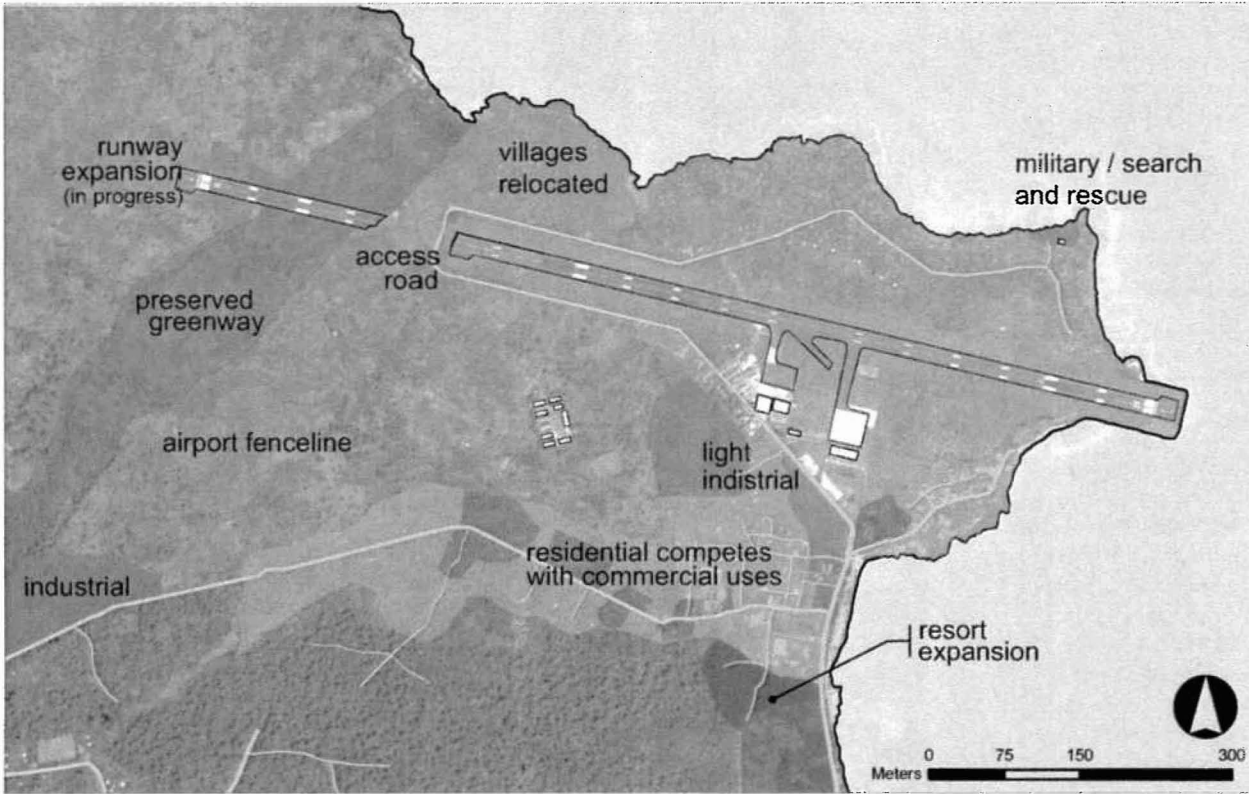 runway
expansion
(in progress)
villages
relocated
military / search
and rescue
access
road
preserved
greenway
airport fenceline
light
indistrial
residential competes
with commercial uses
industrial
resort
expansion
0 75 150 300
Meters